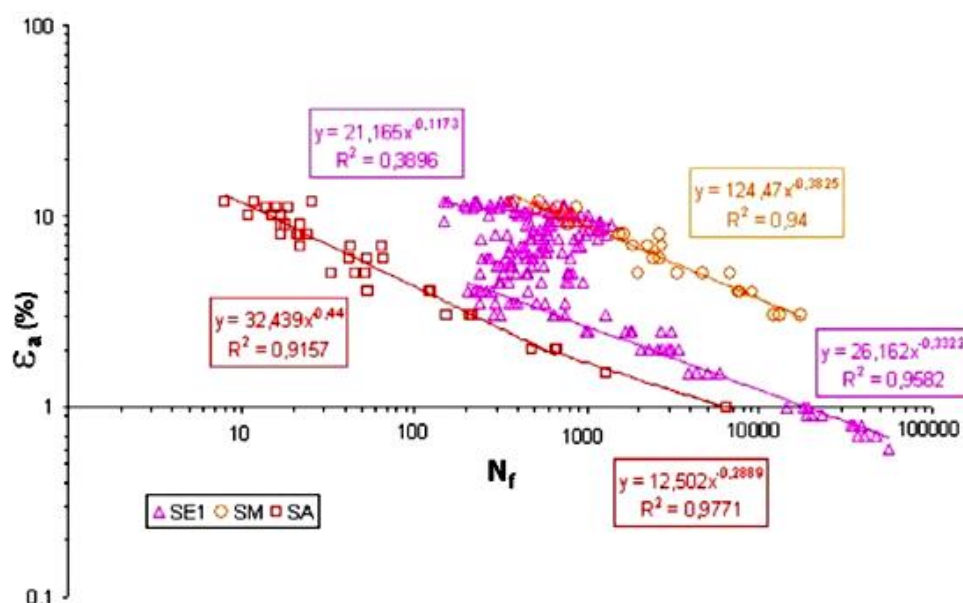 100
y = 21,165x^-0,1173
R² = 0,3896
y = 124,47x^-0,3825
R² = 0,94
10
εa (%)
y = 32,439x^-0,44
R² = 0,9157
y = 26,162x^-0,3322
R² = 0,9582
1
10
100
1000
10000
100000
Nf
y = 12,502x^-0,2889
R² = 0,9771
SE1 SM SA
0.1